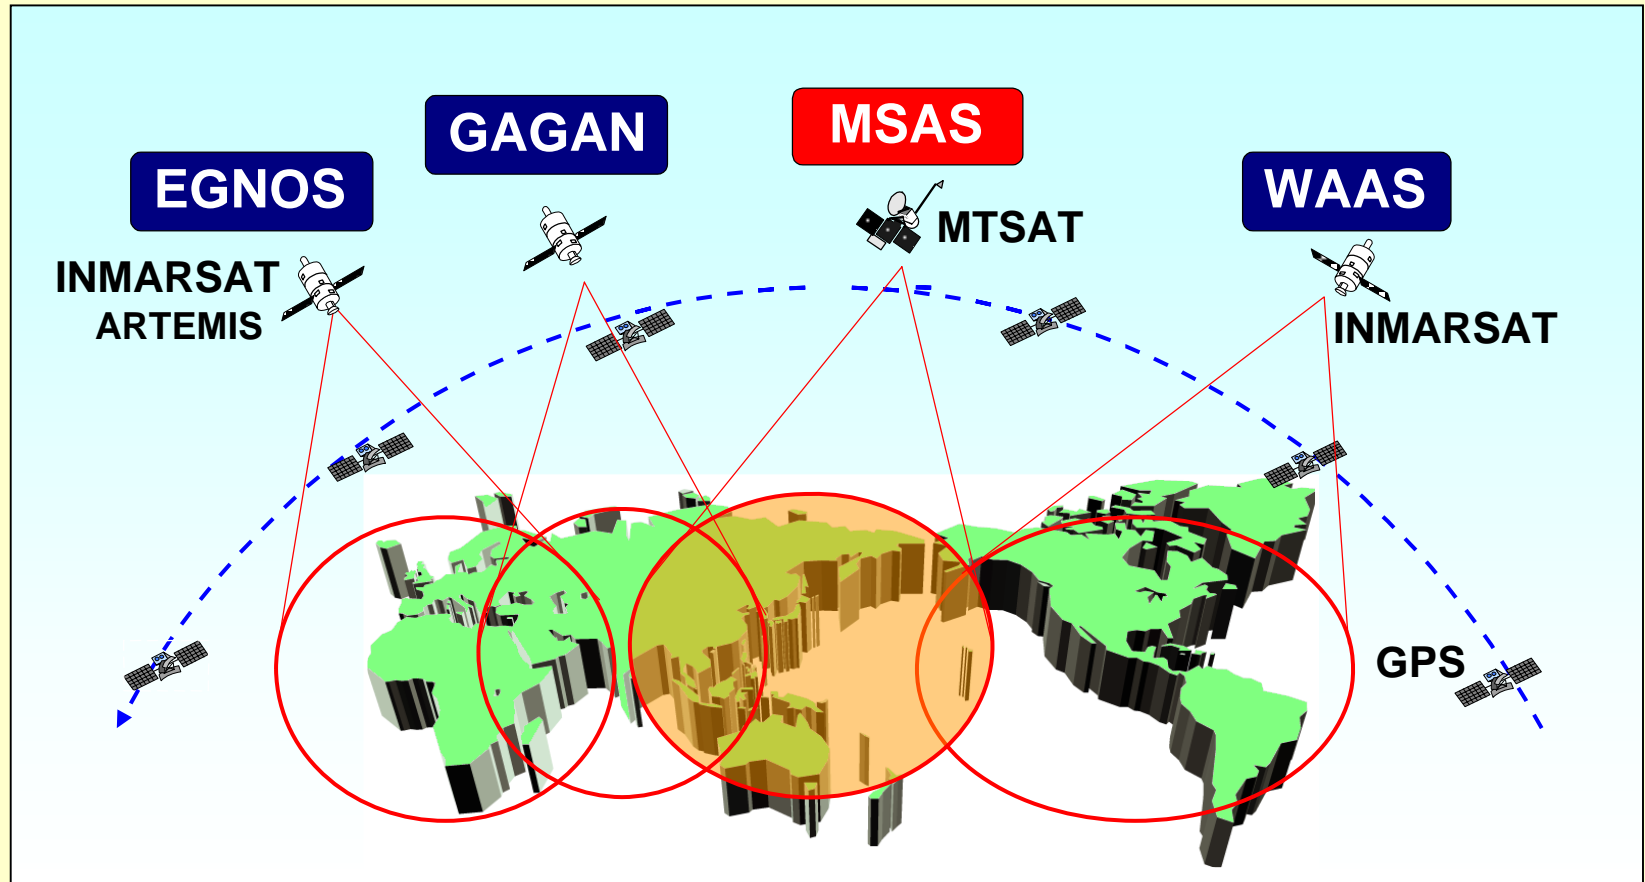 EGNOS
GAGAN
MSAS
WAAS
INMARSAT
ARTEMIS
MTSAT
INMARSAT
GPS